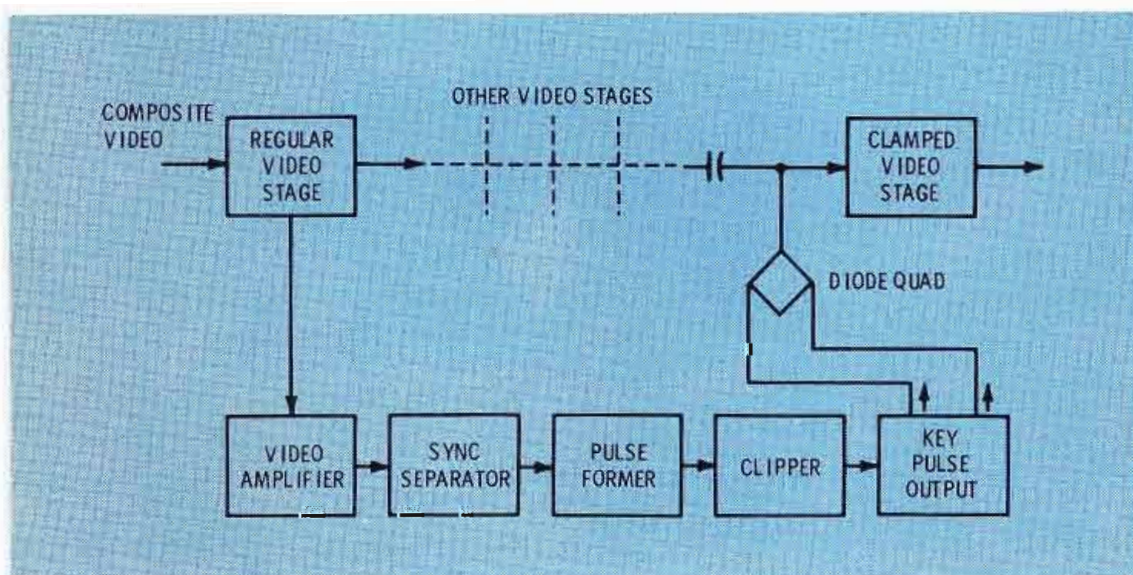 COMPOSITE
VIDEO
REGULAR
VIDEO
STAGE
OTHER VIDEO STAGES
CLAMPED
VIDEO
STAGE
DIODE QUAD
VIDEO
AMPLIFIER
SYNC
SEPARATOR
PULSE
FORMER
CLIPPER
KEY
PULSE
OUTPUT